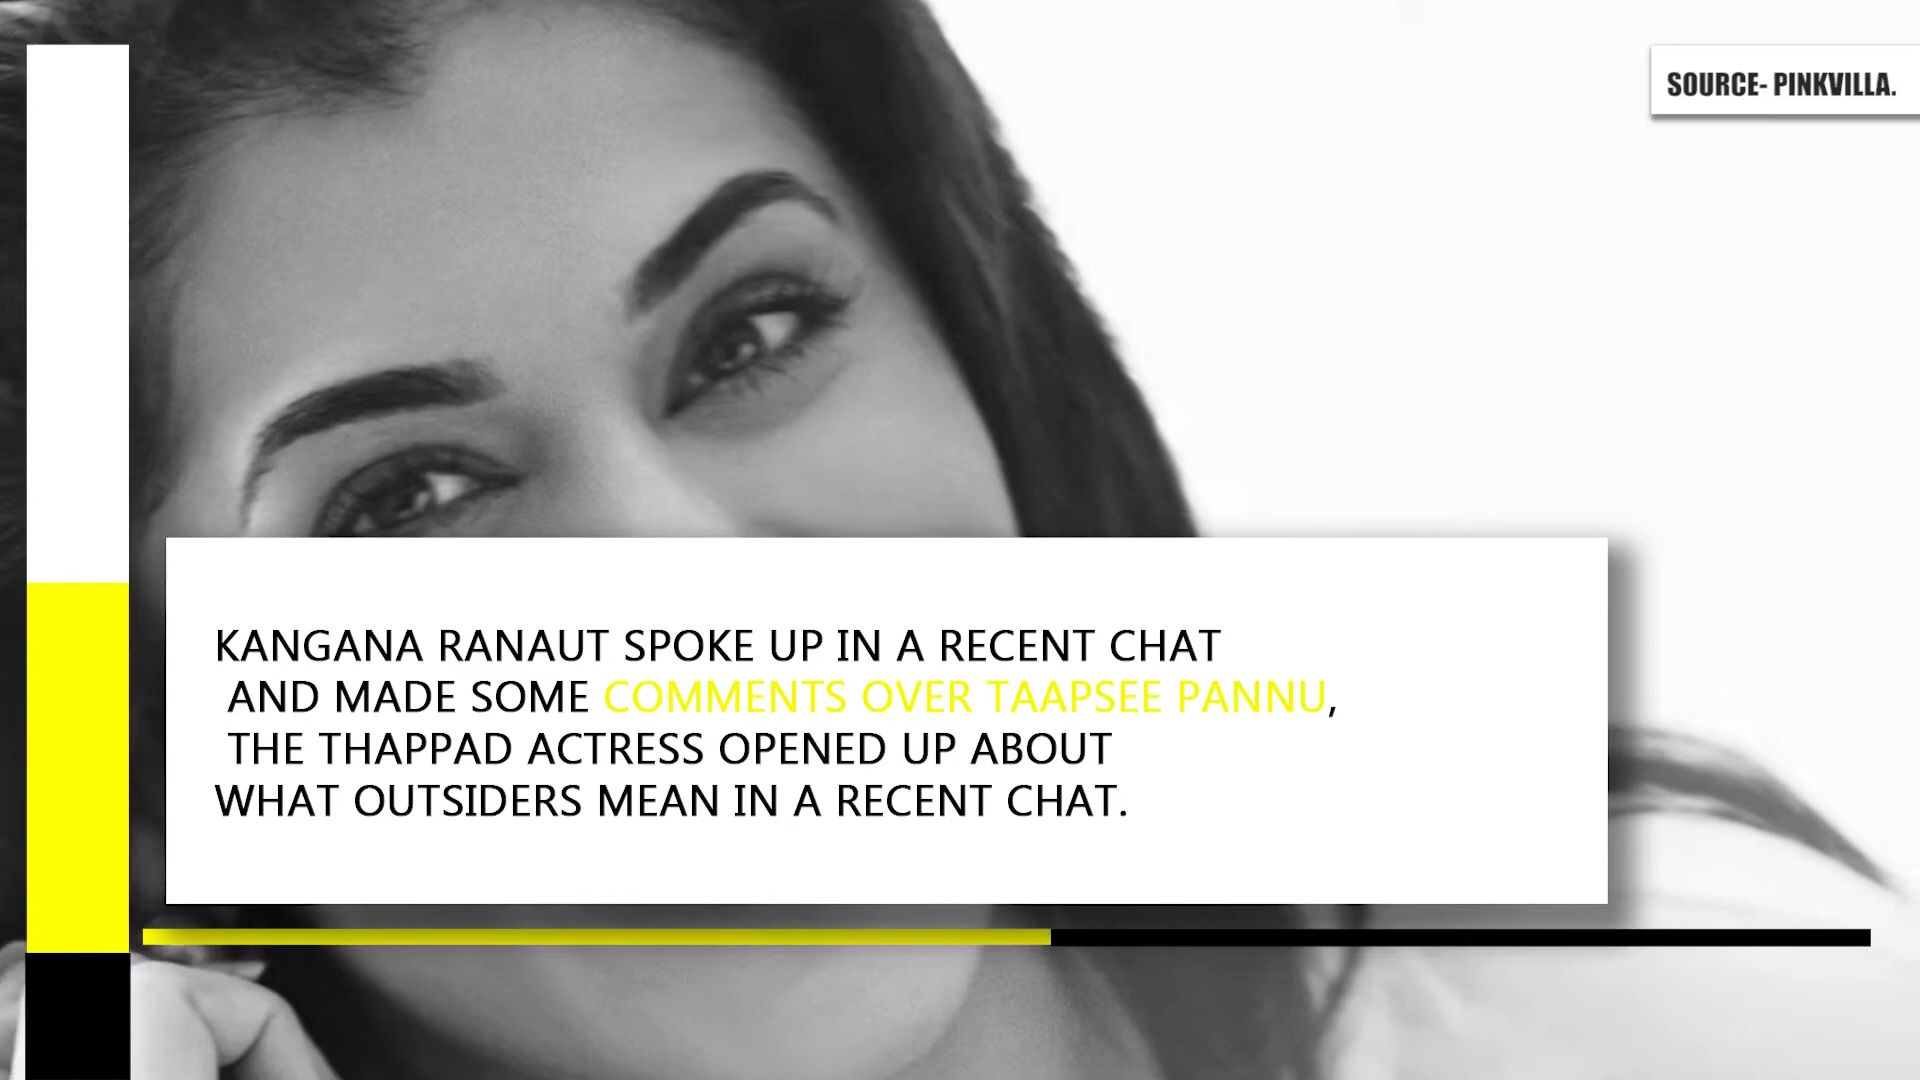 SOURCE- PINKVILLA.
KANGANA RANAUT SPOKE UP IN A RECENT CHAT
AND MADE SOME COMMENTS OVER TAAPSEE PANNU,
THE THAPPAD ACTRESS OPENED UP ABOUT
WHAT OUTSIDERS MEAN IN A RECENT CHAT.